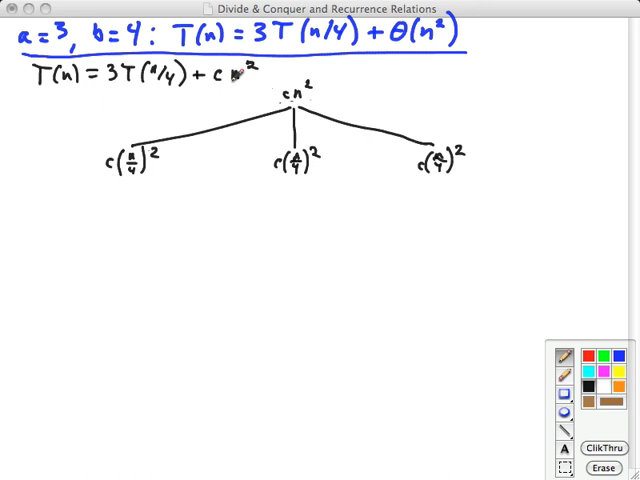 Divide & Conquer and Recurrence Relations
a=3, b=4: T(n) = 3T(n/4) + Θ(n²)
T(n) = 3T(n/4) + c n²
cn²
c(n/4)² c(n/4)² c(n/4)²
A
ClikThru
Erase